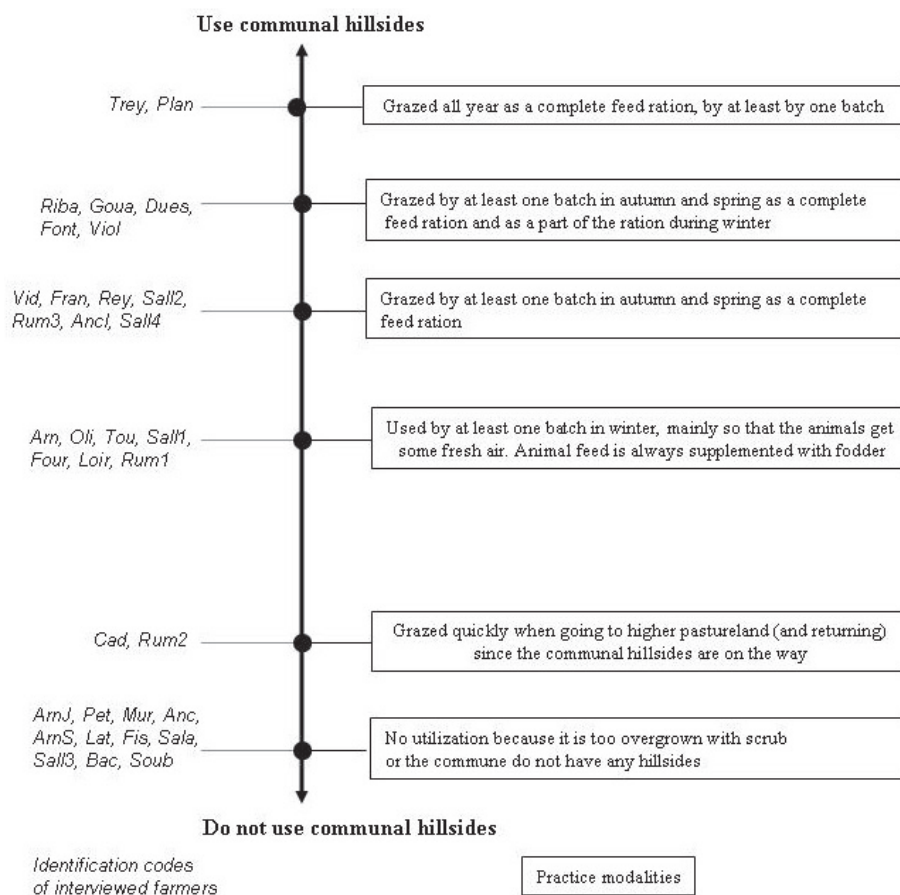 Use communal hillsides
Trey, Plan
Grazed all year as a complete feed ration, by at least by one batch
Riba, Goua, Dues,
Font, Viol
Grazed by at least one batch in autumn and spring as a complete
feed ration and as a part of the ration during winter
Vid, Fran, Rey, Sall2,
Rum3, Ancl, Sall4
Grazed by at least one batch in autumn and spring as a complete
feed ration
Arn, Oli, Tou, Sall1,
Four, Loir, Rum1
Used by at least one batch in winter, mainly so that the animals get
some fresh air. Animal feed is always supplemented with fodder
Cad, Rum2
Grazed quickly when going to higher pastureland (and returning)
since the communal hillsides are on the way
ArnJ, Pet, Mur, Anc,
ArnS, Lat, Fis, Sala,
Sall3, Bac, Soub
No utilization because it is too overgrown with scrub
or the commune do not have any hillsides
Do not use communal hillsides
Identification codes
of interviewed farmers
Practice modalities